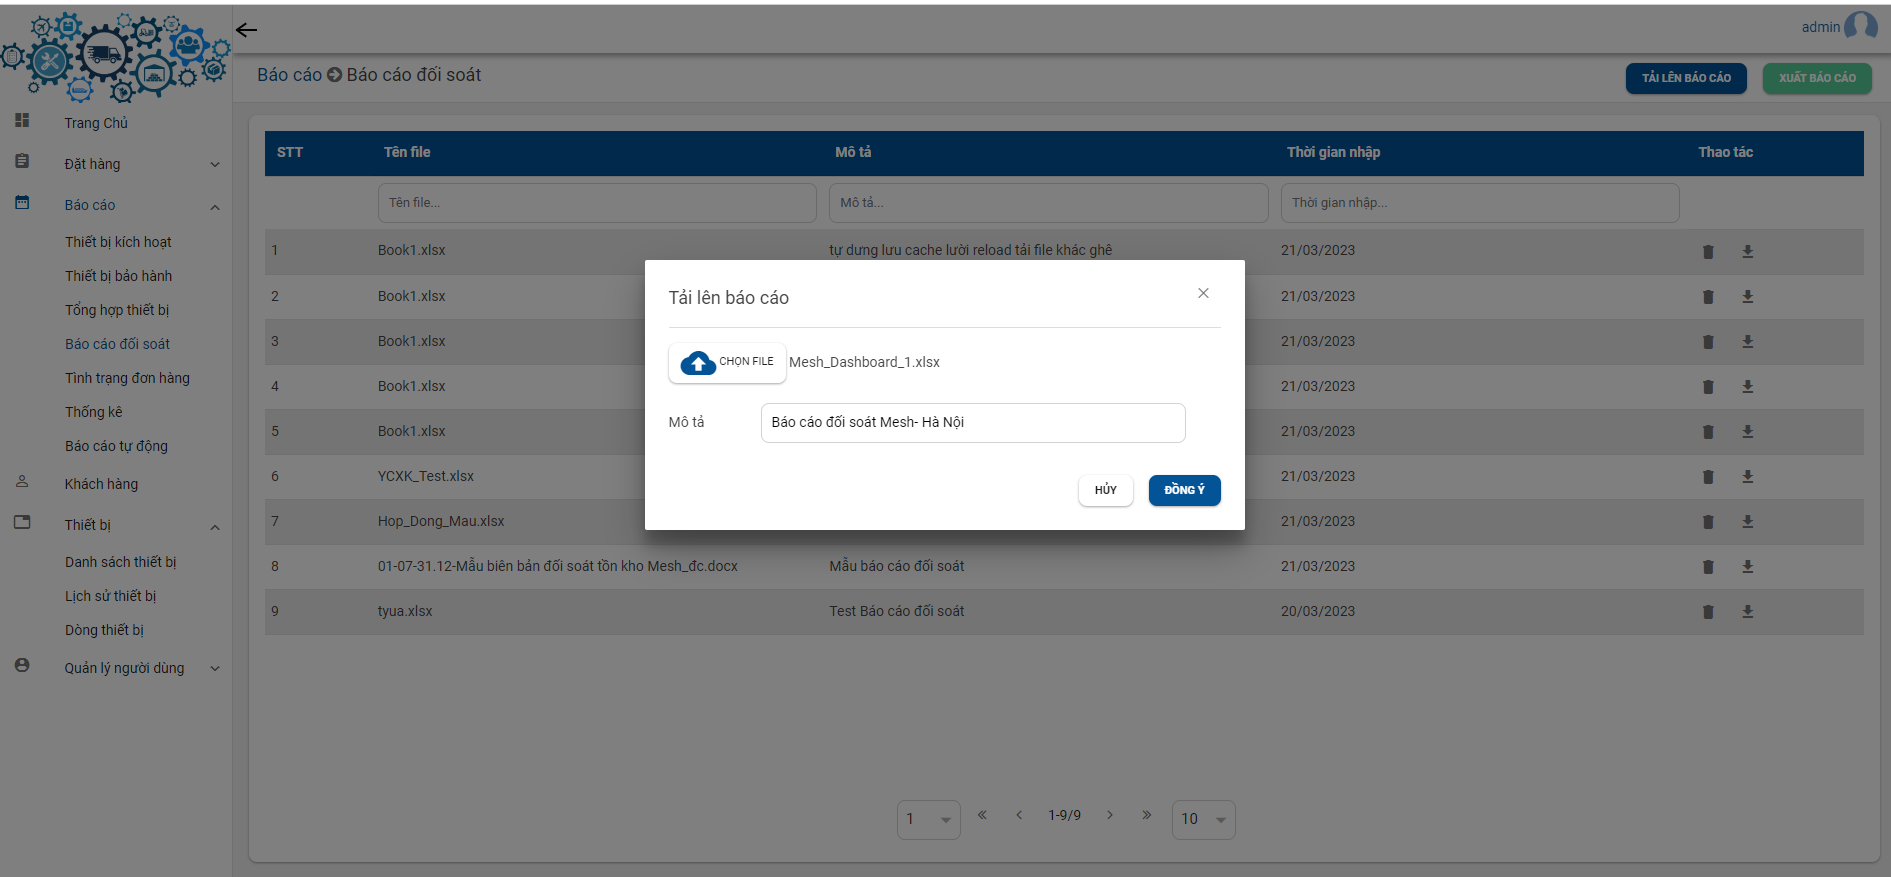 admin
Báo cáo Báo cáo đối soát
TẢI LÊN BÁO CÁO
XUẤT BÁO CÁO
Trang Chủ
Đặt hàng
Báo cáo
Thiết bị kích hoạt
Thiết bị bảo hành
Tổng hợp thiết bị
Báo cáo đối soát
Tình trạng đơn hàng
Thống kê
Báo cáo tự động
Khách hàng
Thiết bị
Danh sách thiết bị
Lịch sử thiết bị
Dòng thiết bị
Quản lý người dùng
STT Tên file Mô tả Thời gian nhập Thao tác
Tên file... Mô tả... Thời gian nhập...
1 Book1.xlsx tự dưng lưu cache lười reload tải file khác ghê 21/03/2023
2 Book1.xlsx 21/03/2023
3 Book1.xlsx 21/03/2023
4 Book1.xlsx 21/03/2023
5 Book1.xlsx 21/03/2023
6 YCXK_Test.xlsx 21/03/2023
7 Hop_Dong_Mau.xlsx 21/03/2023
8 01-07-31.12-Mẫu biên bản đối soát tồn kho Mesh_đc.docx Mẫu báo cáo đối soát 21/03/2023
9 tyua.xlsx Test Báo cáo đối soát 20/03/2023
Tải lên báo cáo
CHỌN FILE Mesh_Dashboard_1.xlsx
Mô tả Báo cáo đối soát Mesh- Hà Nội
HỦY ĐỒNG Ý
1 « ‹ 1-9/9 › » 10